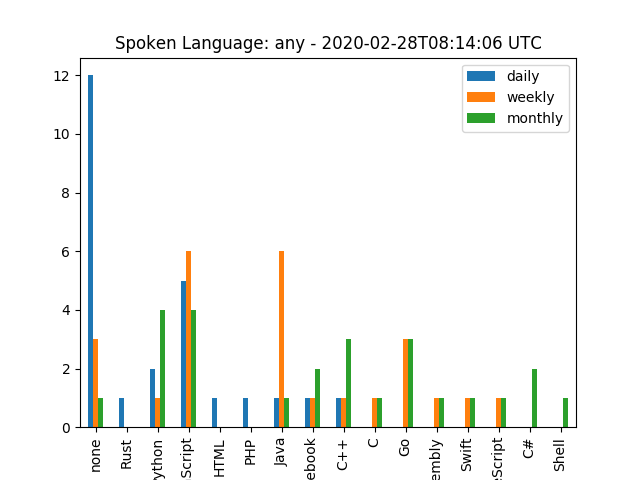 Spoken Language: any - 2020-02-28T08:14:06 UTC
daily
weekly
monthly
12
10
8
6
4
2
0
none
Rust
ython
Script
HTML
PHP
Java
ebook
C++
C
Go
embly
Swift
eScript
C#
Shell